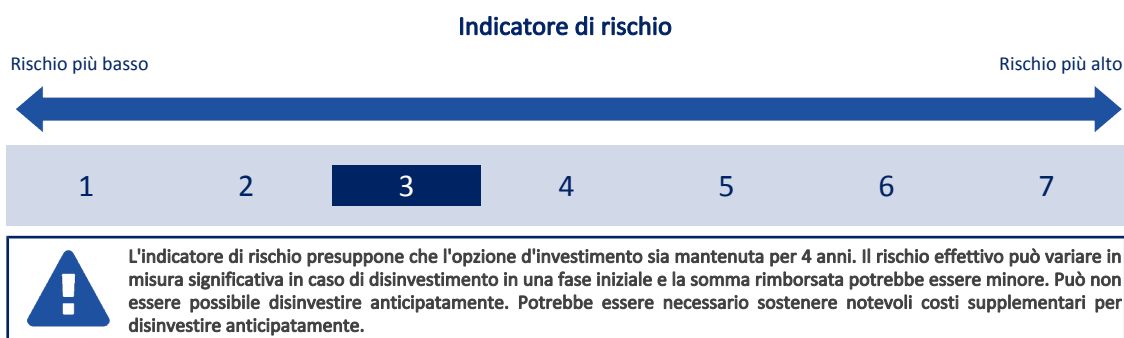 Indicatore di rischio
Rischio più basso
Rischio più alto
1 2 3 4 5 6 7
L'indicatore di rischio presuppone che l'opzione d'investimento sia mantenuta per 4 anni. Il rischio effettivo può variare in
misura significativa in caso di disinvestimento in una fase iniziale e la somma rimborsata potrebbe essere minore. Può non
essere possibile disinvestire anticipatamente. Potrebbe essere necessario sostenere notevoli costi supplementari per
disinvestire anticipatamente.